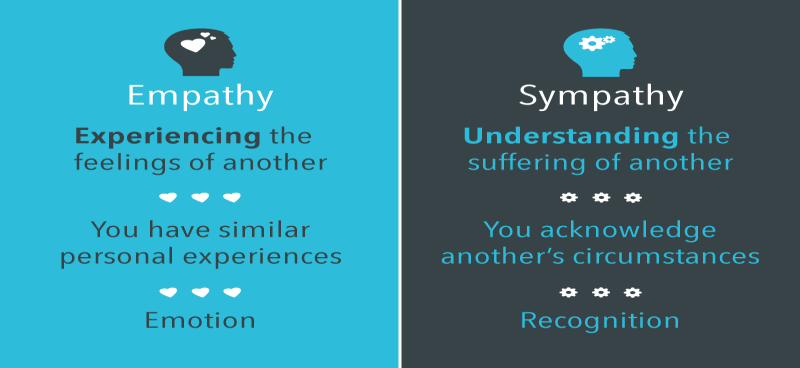 Empathy
Experiencing the
feelings of another
You have similar
personal experiences
Emotion
Sympathy
Understanding the
suffering of another
You acknowledge
another's circumstances
Recognition